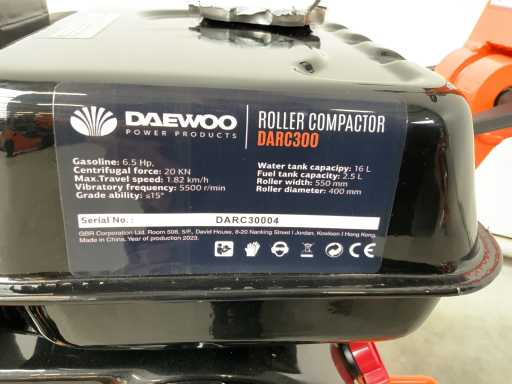 DAEWOO
POWER PRODUCTS
ROLLER COMPACTOR
DARC300
Gasoline: 6.5 Hp,
Centrifugal force: 20 KN
Max.Travel speed: 1.82 km/h
Vibratory frequency: 5500 r/min
Grade ability: ≤15°
Water tank capacipy: 16 L
Fuel tank capacity: 2.5 L
Roller width: 550 mm
Roller diameter: 400 mm
Serial No.: DARC30004
GBR Corporation Ltd. Room 508, 5/F., David House, 8-20 Nanking Street I Jordan, Kowloon I Hong Kong.
Made in China. Year of production 2023.
CE
EAC